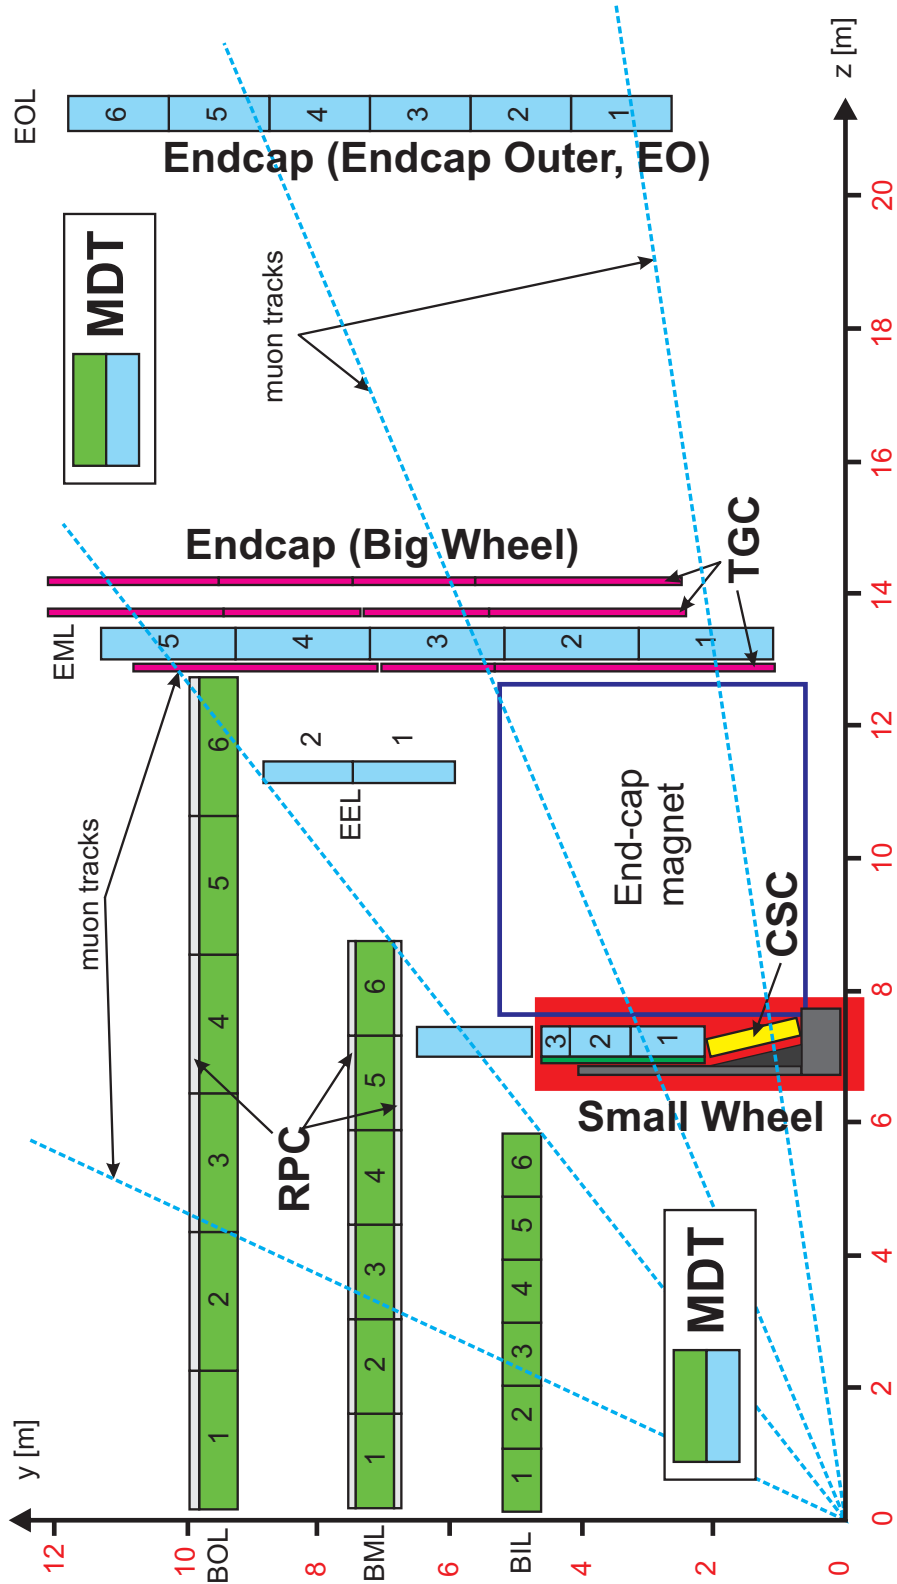 y [m]
12
10
8
6
4
2
0
BOL
1
2
3
4
5
6
BML
1
2
3
4
5
6
BIL
1
2
3
4
5
6
RPC
muon tracks
EEL
1
2
EML
1
2
3
4
5
Endcap (Big Wheel)
TGC
MDT
muon tracks
EOL
1
2
3
4
5
6
Endcap (Endcap Outer, EO)
End-cap
magnet
CSC
1
2
3
Small Wheel
MDT
0
2
4
6
8
10
12
14
16
18
20
z [m]